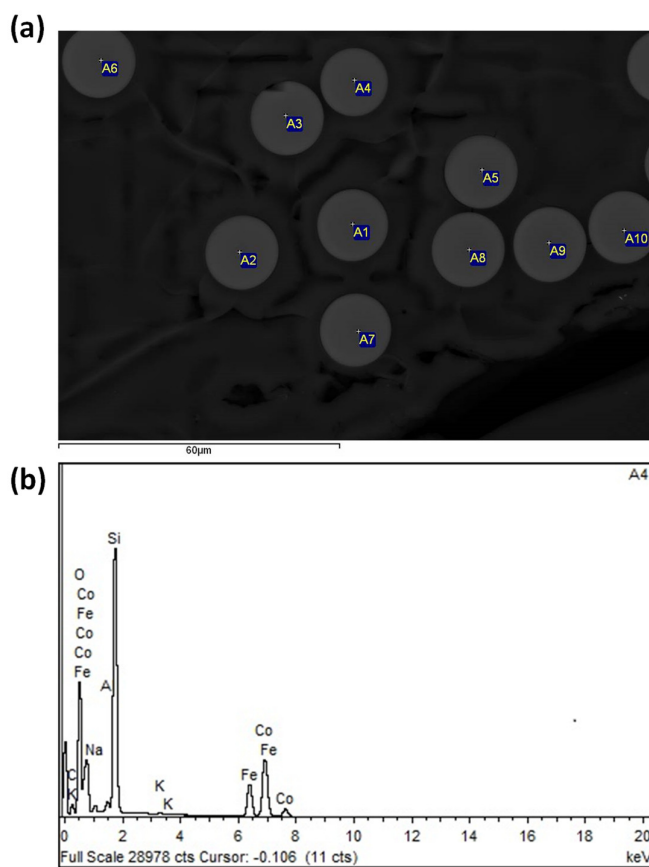 (a)
A6
A4
A3
A5
A1
A2
A8
A9
A10
A7
60µm
(b)
A4
Si
O
Co
Fe
Co
Co
Fe
A
Na
C
K
K
K
Co
Fe
Fe
Co
0 2 4 6 8 10 12 14 16 18 20
Full Scale 28978 cts Cursor: -0.106 (11 cts) keV